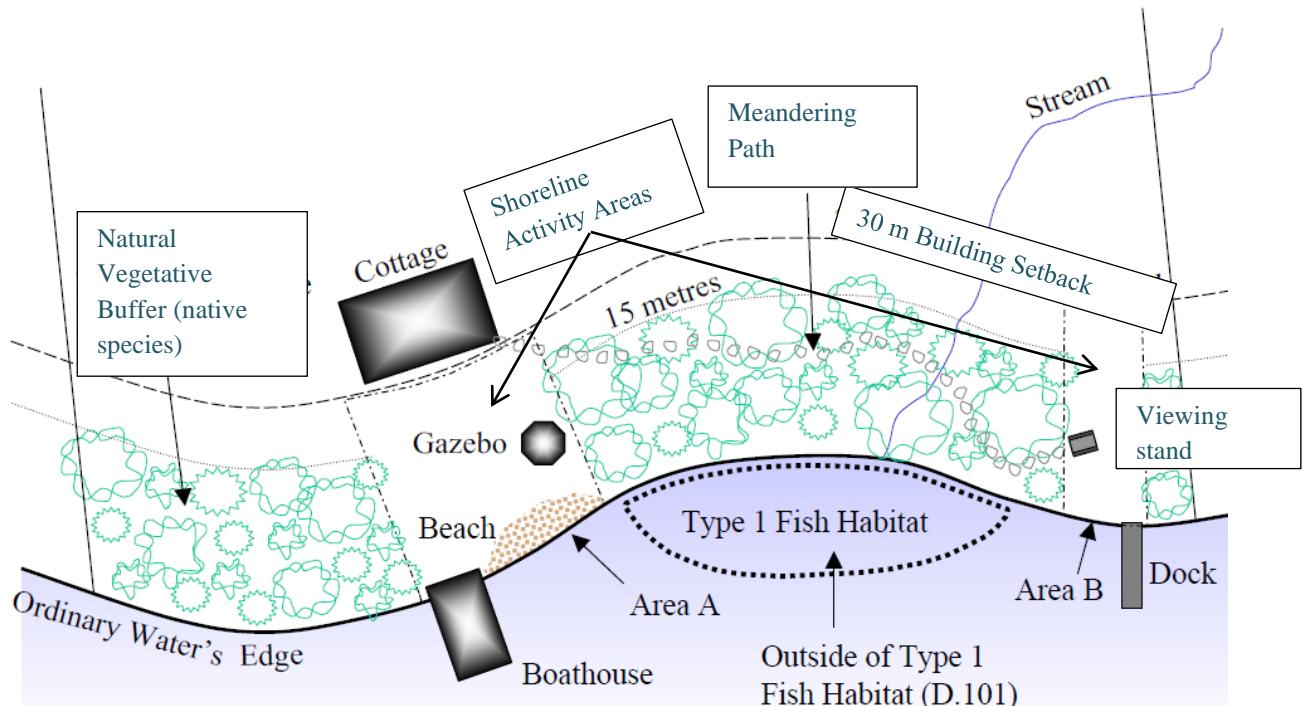 Stream
Meandering
Path
Shoreline
Activity Areas
30 m Building Setback
Natural
Vegetative
Buffer (native
species)
Cottage
15 metres
Viewing
stand
Gazebo
Beach
Type 1 Fish Habitat
Area A
Area B
Dock
Ordinary Water's Edge
Boathouse
Outside of Type 1
Fish Habitat (D.101)